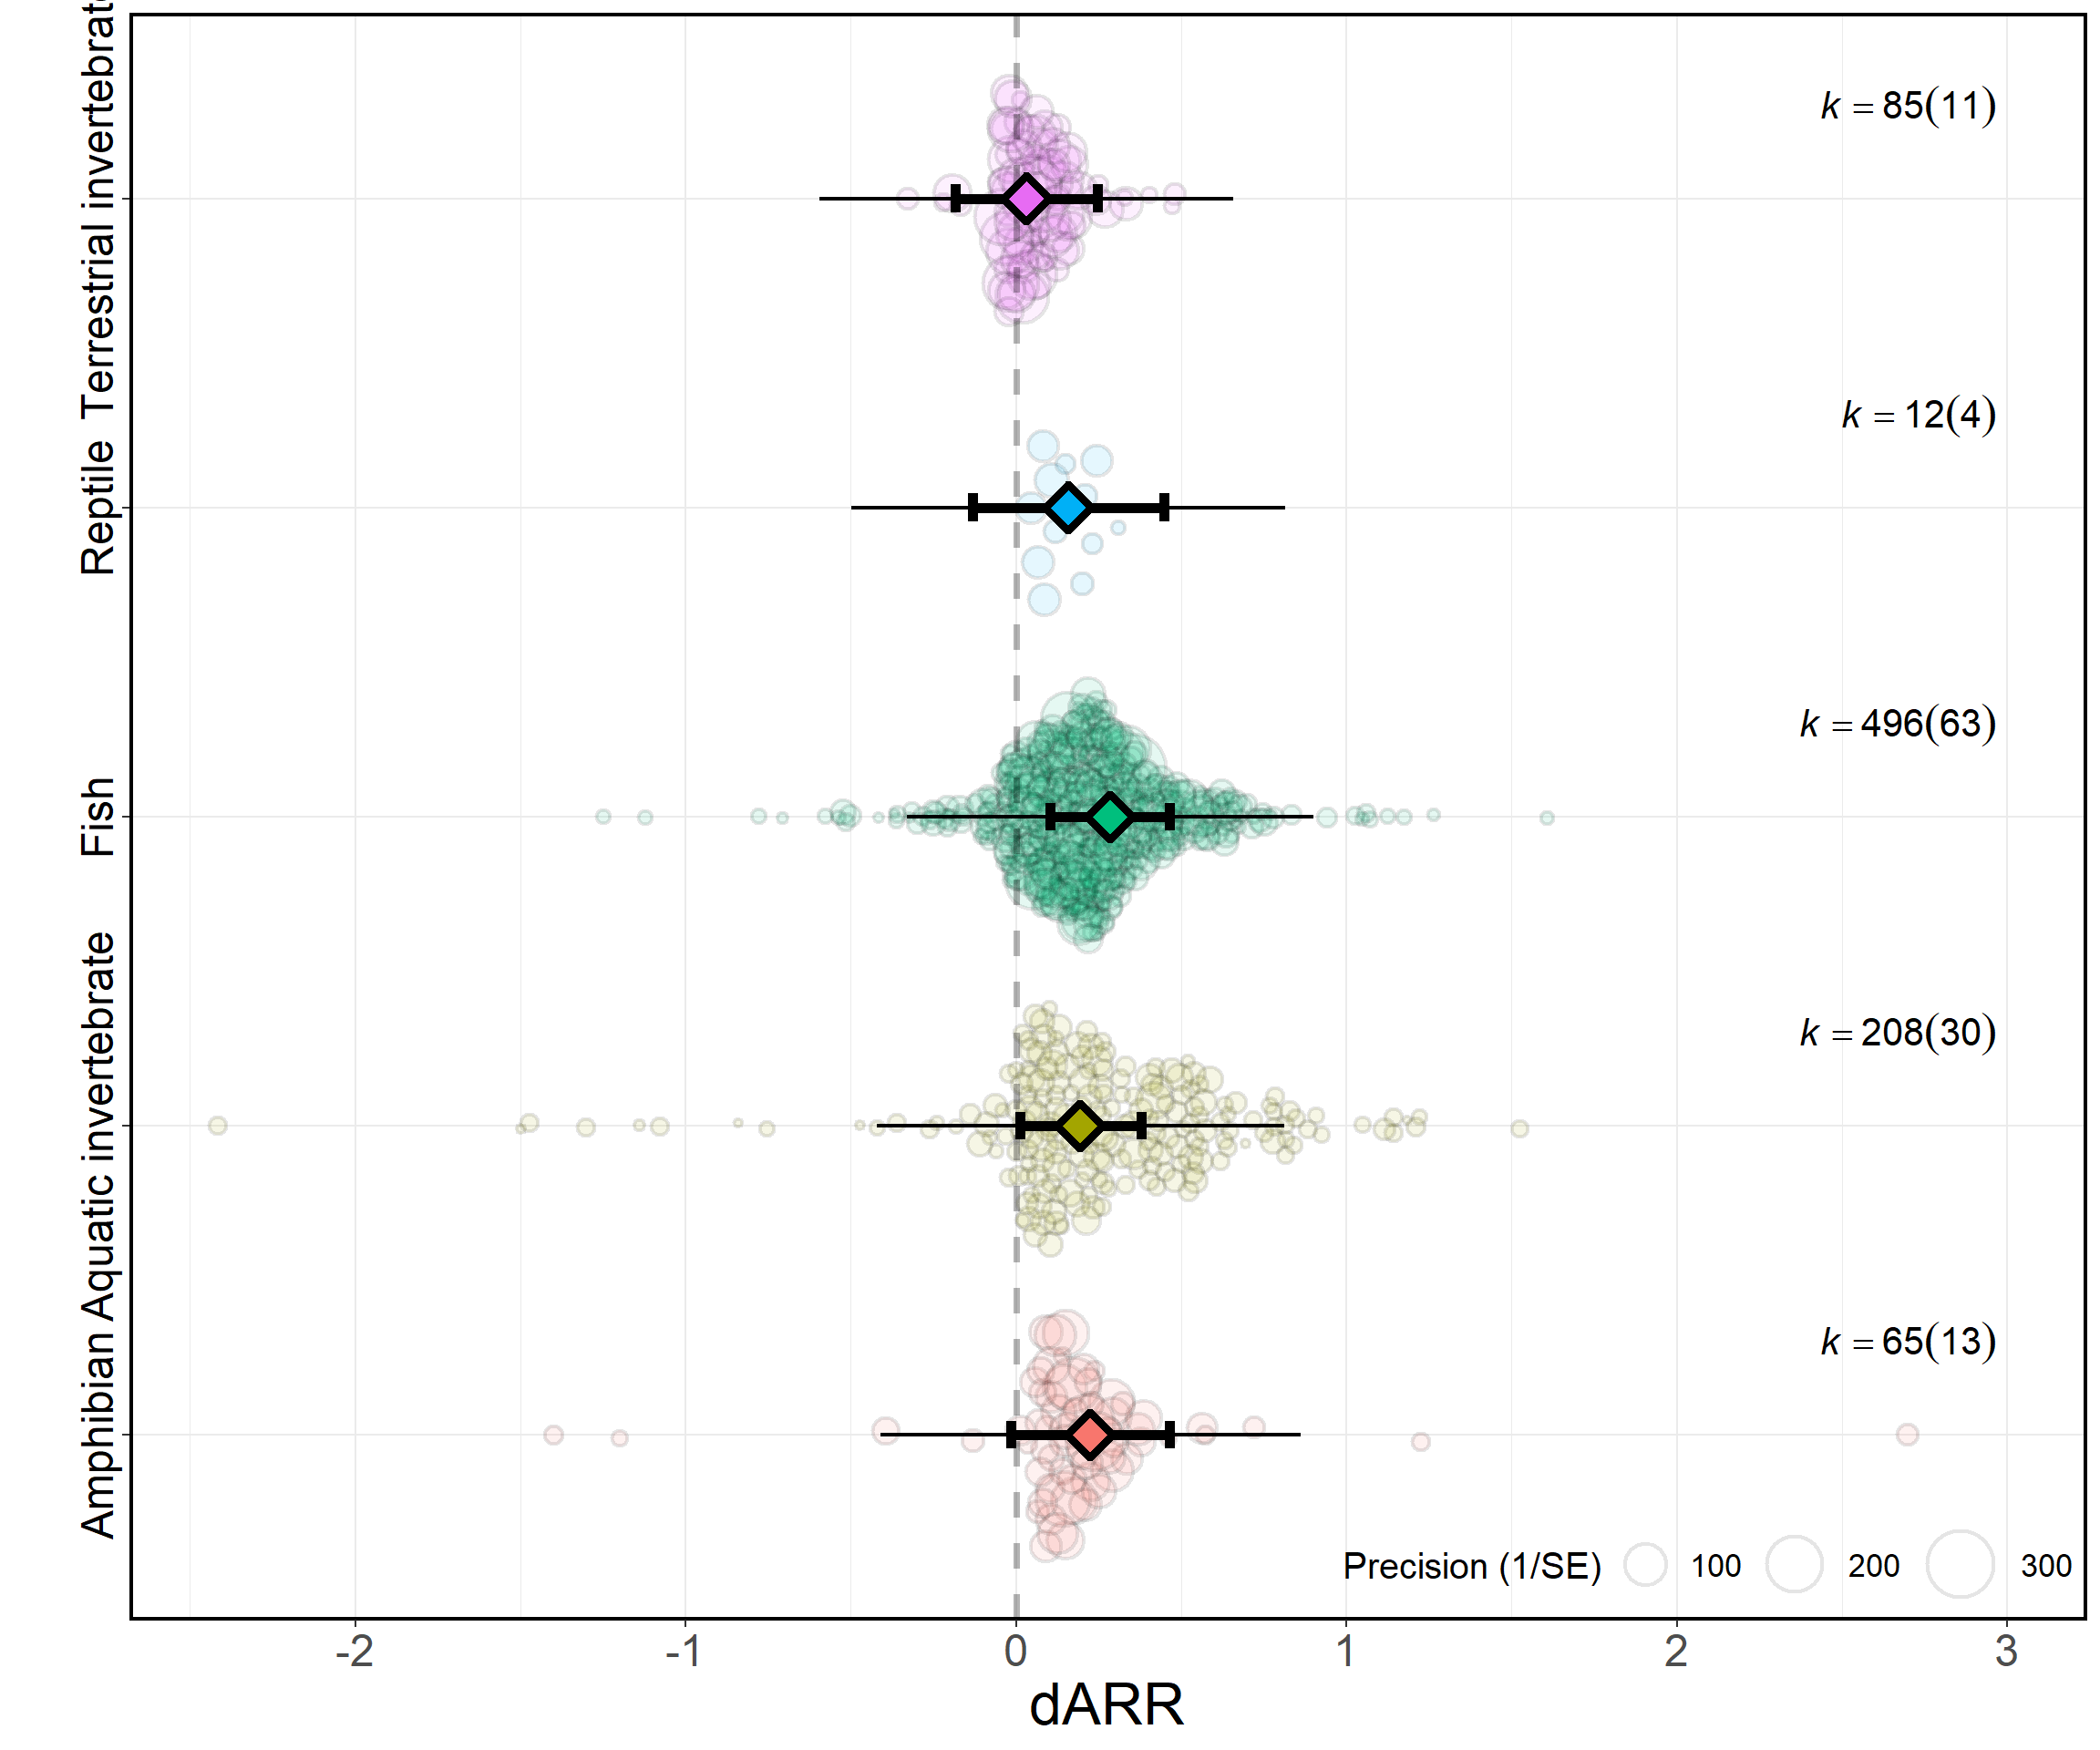 Terrestrial invertebrat
k = 85(11)
Reptile
k = 12(4)
Fish
k = 496(63)
Aquatic invertebrate
k = 208(30)
Amphibian
k = 65(13)
Precision (1/SE) 100 200 300
-2 -1 0 1 2 3
dARR